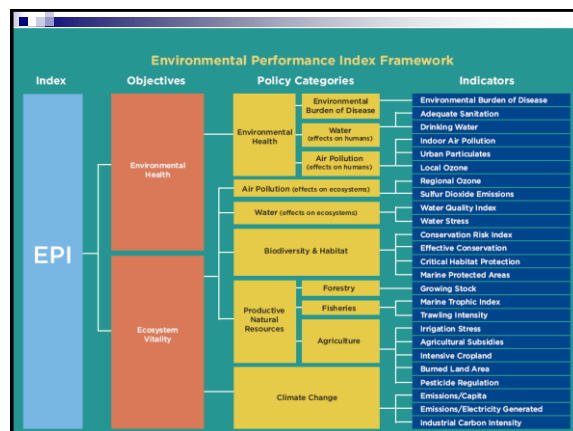 Environmental Performance Index Framework
Index
Objectives
Policy Categories
Indicators
EPI
Environmental
Health
Ecosystem
Vitality
Environmental
Health
Environmental
Burden of Disease
Water
(effects on humans)
Air Pollution
(effects on humans)
Air Pollution (effects on ecosystems)
Water (effects on ecosystems)
Biodiversity & Habitat
Productive
Natural
Resources
Forestry
Fisheries
Agriculture
Climate Change
Environmental Burden of Disease
Adequate Sanitation
Drinking Water
Indoor Air Pollution
Urban Particulates
Local Ozone
Regional Ozone
Sulfur Dioxide Emissions
Water Quality Index
Water Stress
Conservation Risk Index
Effective Conservation
Critical Habitat Protection
Marine Protected Areas
Growing Stock
Marine Trophic Index
Trawling Intensity
Irrigation Stress
Agricultural Subsidies
Intensive Cropland
Burned Land Area
Pesticide Regulation
Emissions/Capita
Emissions/Electricity Generated
Industrial Carbon Intensity